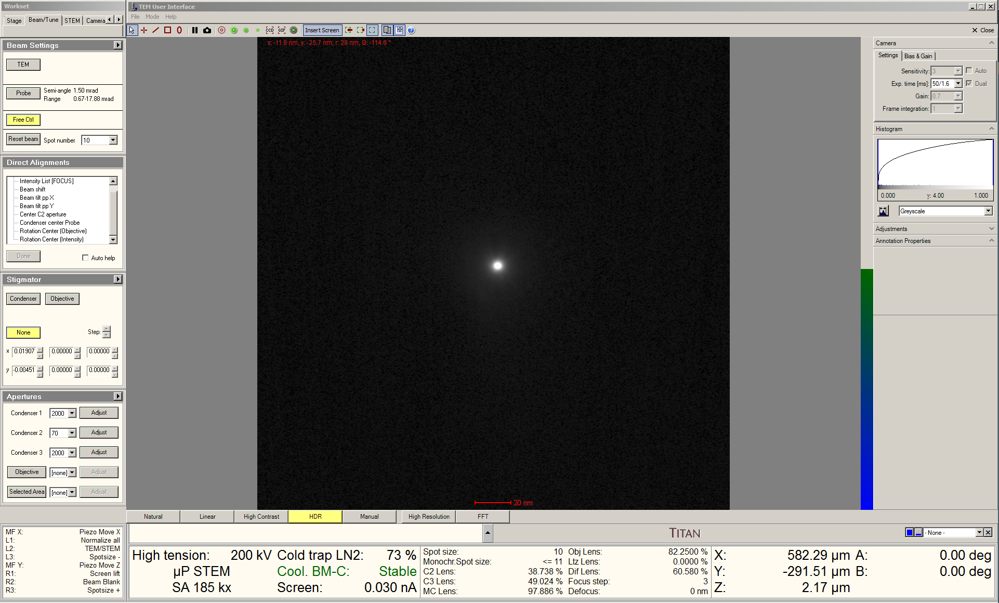 Workset
TEM User Interface
Stage Beam/Tune STEM Camera
File Mode Help
CCD GIF Insert Screen Close
Beam Settings
TEM
Probe Semi-angle 1.50 mrad
Range 0.67-17.88 mrad
Free Ctrl
Reset beam Spot number 10
Direct Alignments
Intensity List [FOCUS]
Beam shift
Beam tilt pp X
Beam tilt pp Y
Center C2 aperture
Condenser center Probe
Rotation Center (Objective)
Rotation Center (Intensity)
Done Auto help
Stigmator
Condenser Objective
None Step:
x 0.01907 0.00000 0.00000
y -0.00451 0.00000 0.00000
Apertures
Condenser 1 2000 Adjust
Condenser 2 70 Adjust
Condenser 3 2000 Adjust
Objective [none] Adjust
Selected Area [none] Adjust
x: -11.8 nm, y: -25.7 nm, r: 28 nm, Θ: -114.6 °
20 nm
Camera
Settings Bias & Gain
Sensitivity: 3 Auto
Exp. time [ms]: 50/1.6 Dual
Gain: 0.7
Frame integration: 1
Histogram
0.000 γ: 4.00 1.000
Greyscale
Adjustments
Annotation Properties
Natural Linear High Contrast HDR Manual High Resolution FFT
MF X: Piezo Move X
L1: Normalize all
L2: TEM/STEM
L3: Spotsize -
MF Y: Piezo Move Z
R1: Screen lift
R2: Beam Blank
R3: Spotsize +
TITAN
- None -
High tension: 200 kV Cold trap LN2: 73 %
µP STEM Cool. BM-C: Stable
SA 185 kx Screen: 0.030 nA
Spot size: 10 Obj Lens: 82.2500 %
Monochr.Spot size: <= 11 Ltz Lens: 0.0000 %
C2 Lens: 38.738 % Dif Lens: 60.580 %
C3 Lens: 49.024 % Focus step: 3
MC Lens: 97.886 % Defocus: 0 nm
X: 582.29 µm A: 0.00 deg
Y: -291.51 µm B: 0.00 deg
Z: 2.17 µm